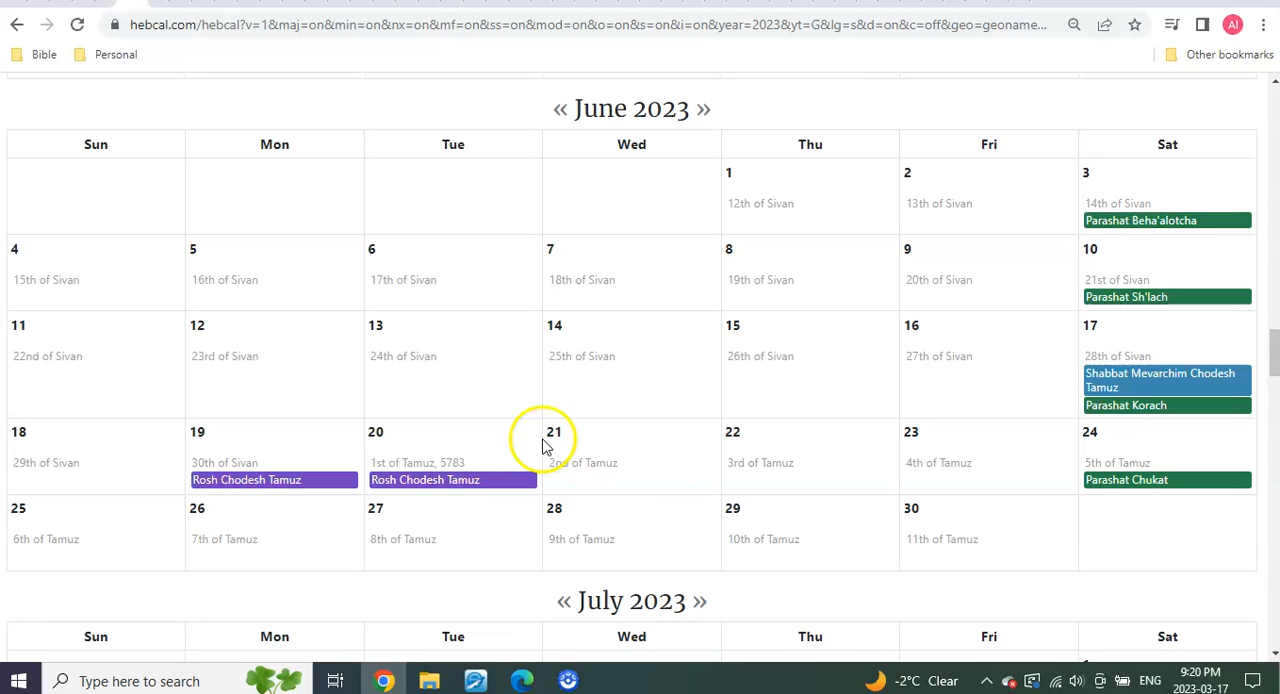 hebcal.com/hebcal?v=1&maj=on&min=on&nx=on&mf=on&ss=on&mod=on&o=on&s=on&i=on&year=2023&yt=G&lg=s&d=on&c=off&geo=geoname...
AI
Bible Personal Other bookmarks
« June 2023 »
Sun Mon Tue Wed Thu Fri Sat
1 2 3
12th of Sivan 13th of Sivan 14th of Sivan
Parashat Beha'alotcha
4 5 6 7 8 9 10
15th of Sivan 16th of Sivan 17th of Sivan 18th of Sivan 19th of Sivan 20th of Sivan 21st of Sivan
Parashat Sh'lach
11 12 13 14 15 16 17
22nd of Sivan 23rd of Sivan 24th of Sivan 25th of Sivan 26th of Sivan 27th of Sivan 28th of Sivan
Shabbat Mevarchim Chodesh
Tamuz
Parashat Korach
18 19 20 21 22 23 24
29th of Sivan 30th of Sivan 1st of Tamuz, 5783 2nd of Tamuz 3rd of Tamuz 4th of Tamuz 5th of Tamuz
Rosh Chodesh Tamuz Rosh Chodesh Tamuz Parashat Chukat
25 26 27 28 29 30
6th of Tamuz 7th of Tamuz 8th of Tamuz 9th of Tamuz 10th of Tamuz 11th of Tamuz
« July 2023 »
Sun Mon Tue Wed Thu Fri Sat
Type here to search -2°C Clear ENG 9:20 PM
2023-03-17